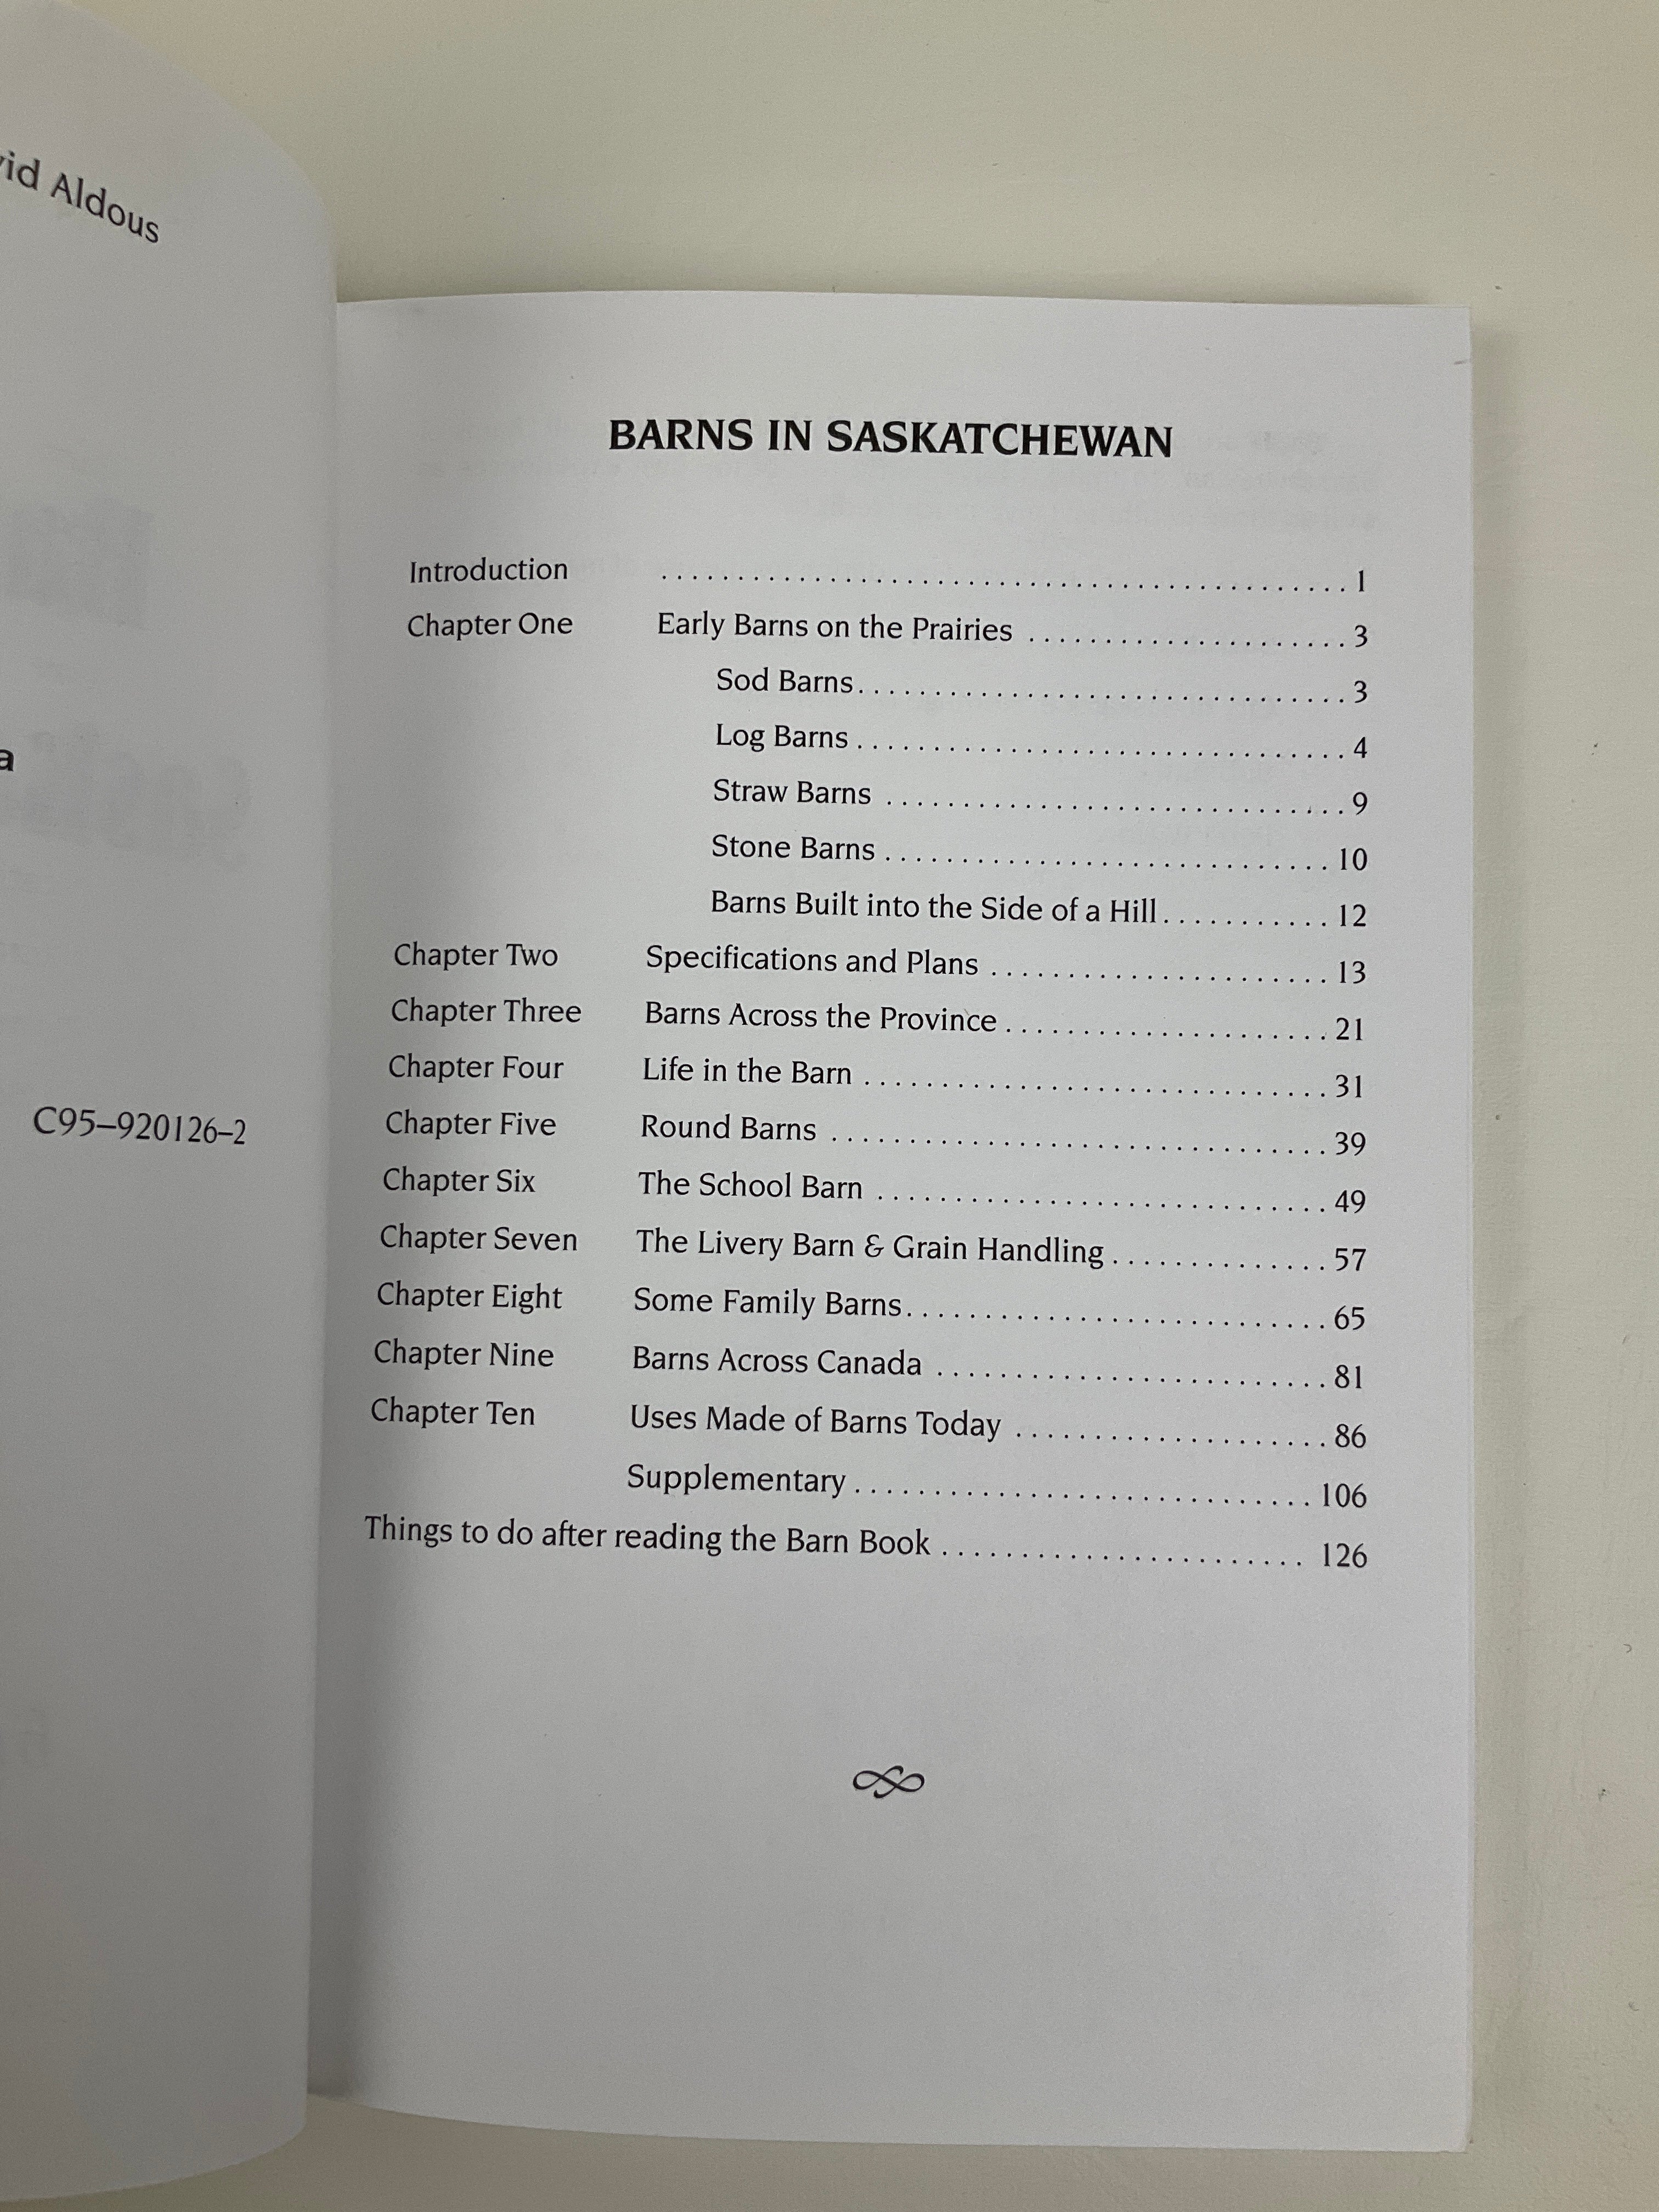 Aldous
a
C95–920126–2
BARNS IN SASKATCHEWAN
Introduction ............................................. 1
Chapter One Early Barns on the Prairies ..................... 3
Sod Barns................................ 3
Log Barns ................................ 4
Straw Barns .............................. 9
Stone Barns ............................. 10
Barns Built into the Side of a Hill........... 12
Chapter Two Specifications and Plans ...................... 13
Chapter Three Barns Across the Province ..................... 21
Chapter Four Life in the Barn .............................. 31
Chapter Five Round Barns ................................ 39
Chapter Six The School Barn ............................. 49
Chapter Seven The Livery Barn & Grain Handling .............. 57
Chapter Eight Some Family Barns............................ 65
Chapter Nine Barns Across Canada .......................... 81
Chapter Ten Uses Made of Barns Today ..................... 86
Supplementary .............................. 106
Things to do after reading the Barn Book ........................ 126